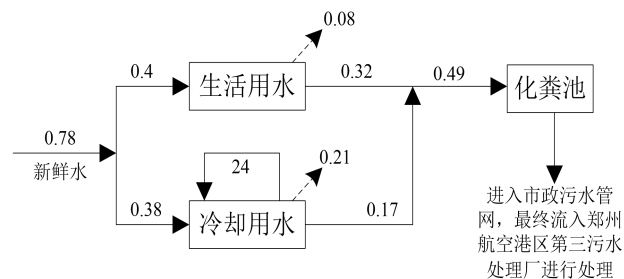 0.08
0.4
生活用水
0.32
0.49
化粪池
0.78
新鲜水
24
0.21
0.38
冷却用水
0.17
进入市政污水管
网，最终流入郑州
航空港区第三污水
处理厂进行处理